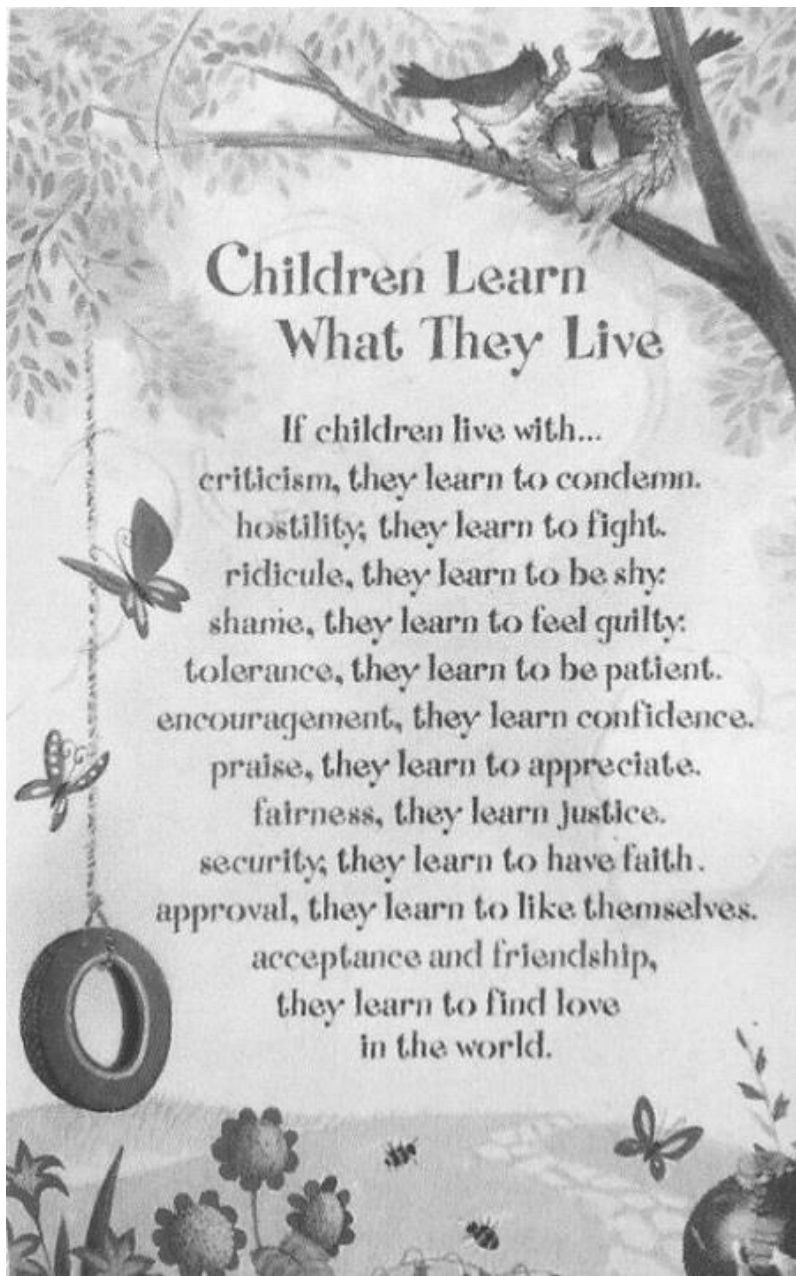 Children Learn
What They Live
If children live with...
criticism, they learn to condemn.
hostility, they learn to fight.
ridicule, they learn to be shy.
shame, they learn to feel guilty.
tolerance, they learn to be patient.
encouragement, they learn confidence.
praise, they learn to appreciate.
fairness, they learn justice.
security, they learn to have faith.
approval, they learn to like themselves.
acceptance and friendship,
they learn to find love
in the world.